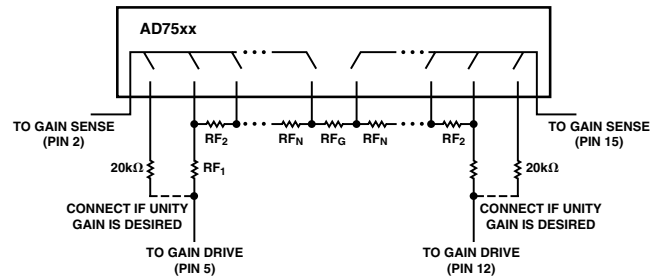 AD75xx
TO GAIN SENSE
(PIN 2)
TO GAIN SENSE
(PIN 15)
RF2
RFN
RFG
RFN
RF2
20kΩ
RF1
20kΩ
CONNECT IF UNITY
GAIN IS DESIRED
CONNECT IF UNITY
GAIN IS DESIRED
TO GAIN DRIVE
(PIN 5)
TO GAIN DRIVE
(PIN 12)